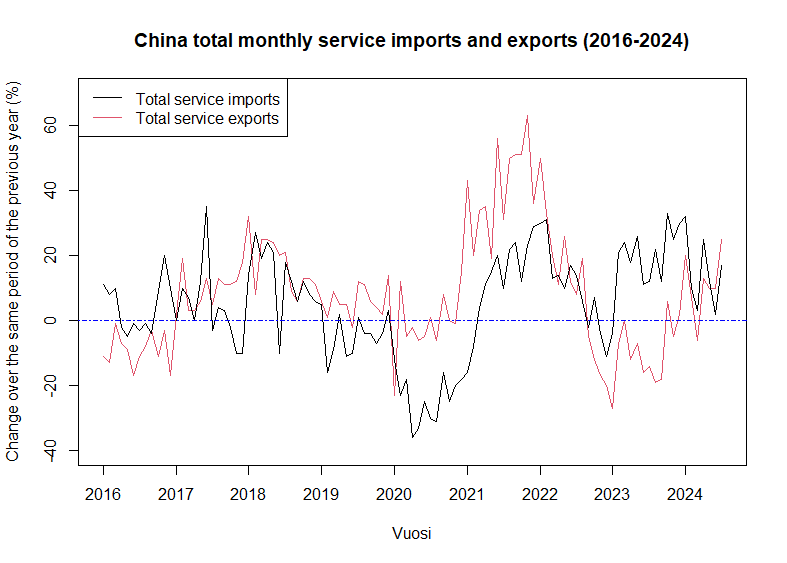 China total monthly service imports and exports (2016-2024)
Change over the same period of the previous year (%)
Total service imports
Total service exports
60
40
20
0
-20
-40
2016 2017 2018 2019 2020 2021 2022 2023 2024
Vuosi